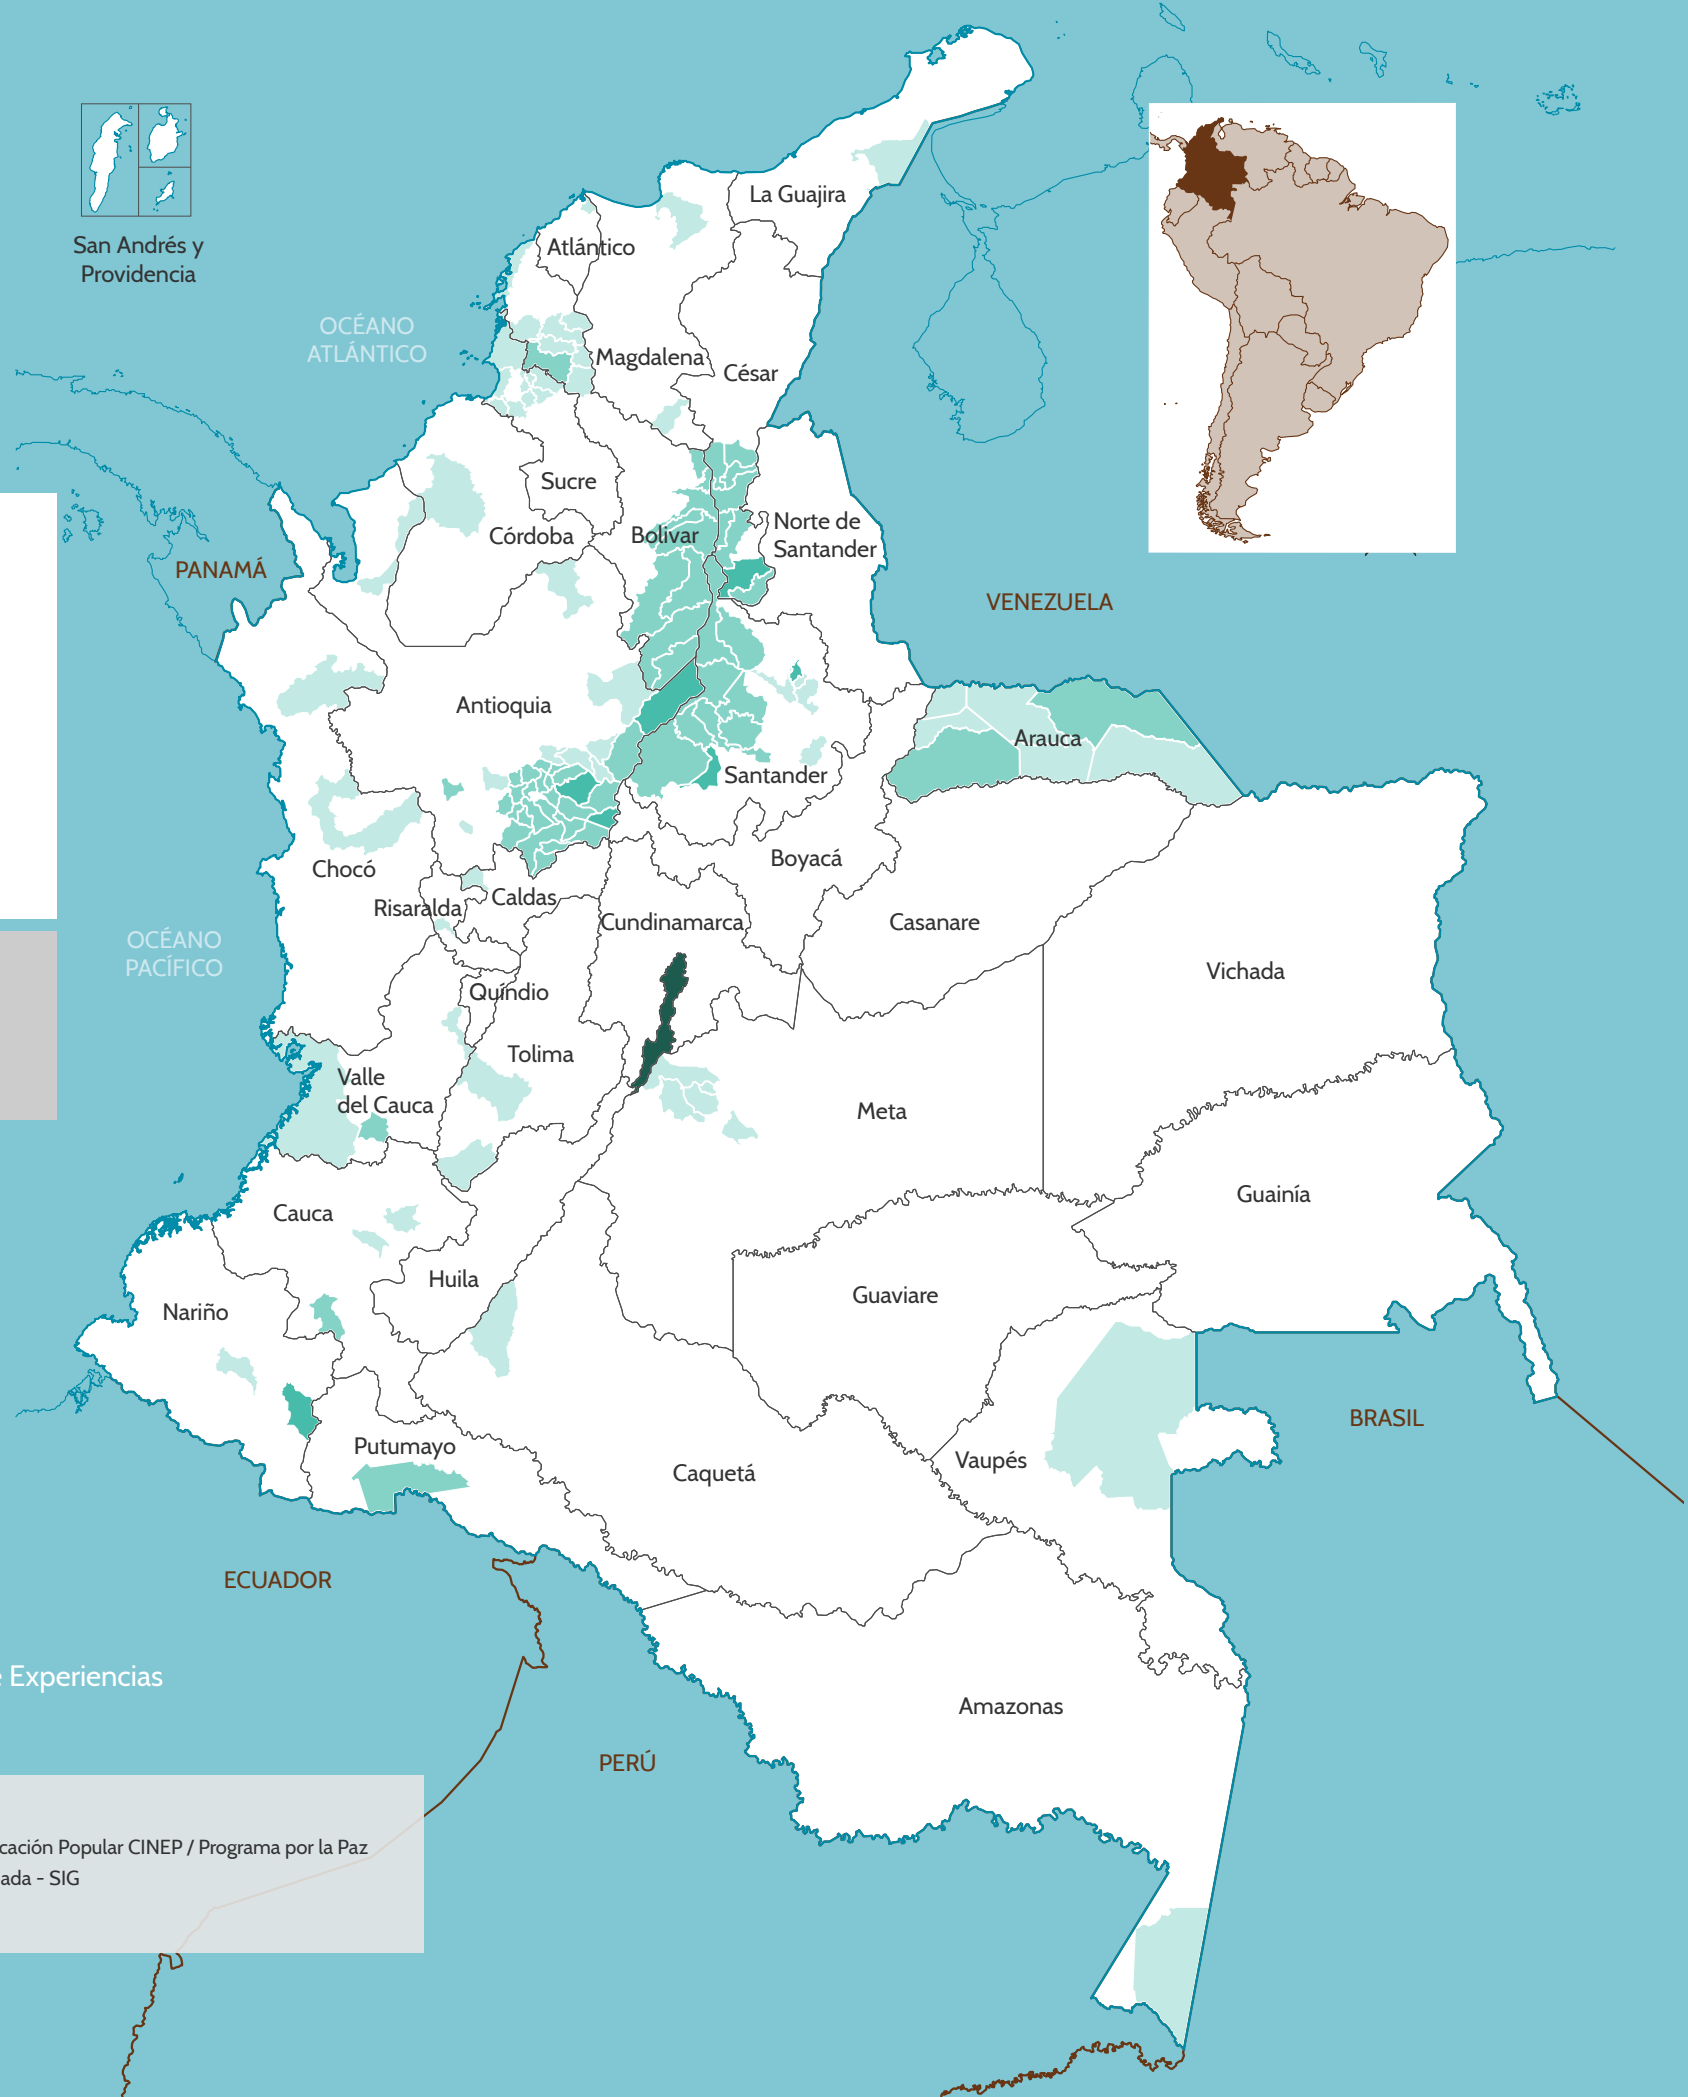 San Andrés y
Providencia
OCÉANO
ATLÁNTICO
La Guajira
Atlántico
Magdalena
César
Sucre
Córdoba
Bolivar
Norte de
Santander
PANAMÁ
VENEZUELA
Antioquia
Arauca
Santander
Chocó
Boyacá
Risaralda
Caldas
Cundinamarca
Casanare
OCÉANO
PACÍFICO
Vichada
Quíndio
Tolima
Valle
del Cauca
Meta
Cauca
Guainía
Huila
Guaviare
Nariño
BRASIL
Putumayo
Vaupés
Caquetá
ECUADOR
Experiencias
Amazonas
PERÚ
cación Popular CINEP / Programa por la Paz
ada - SIG